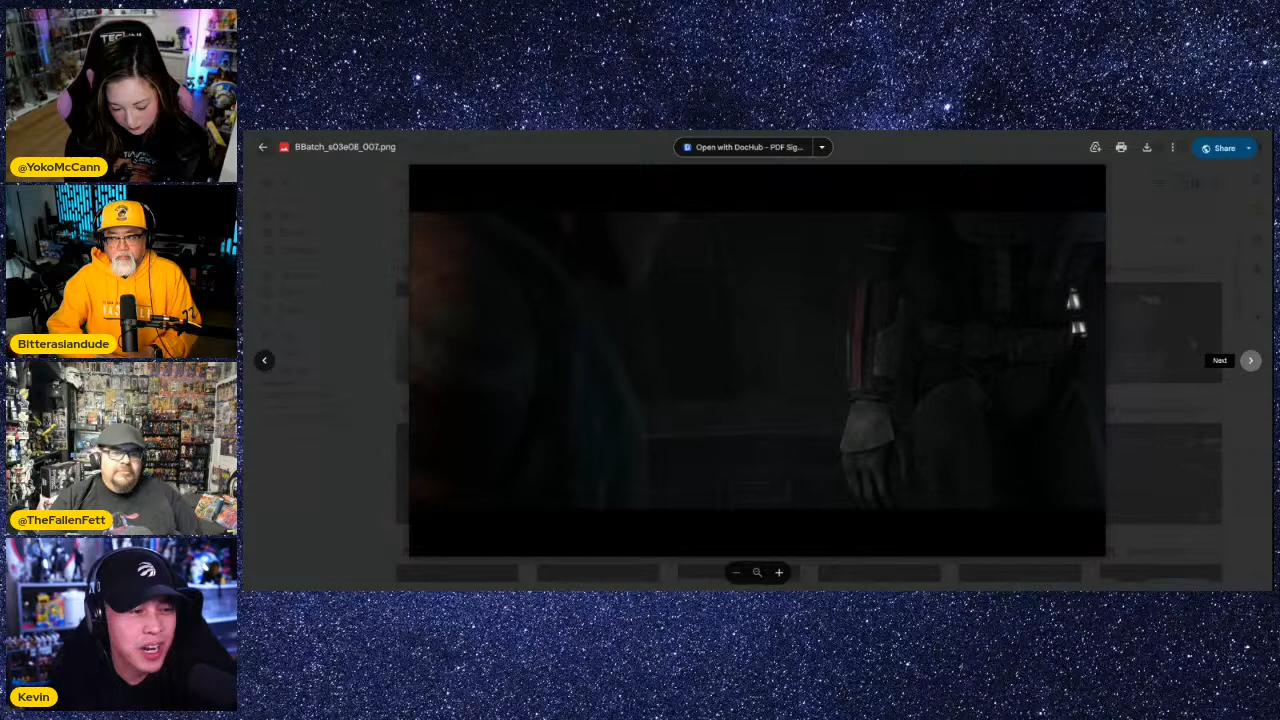 @YokoMcCann
Bitterasiandude
@TheFallenFett
Kevin
BBatch_s03e08_007.png
Open with DocHub - PDF Sig...
Share
Next